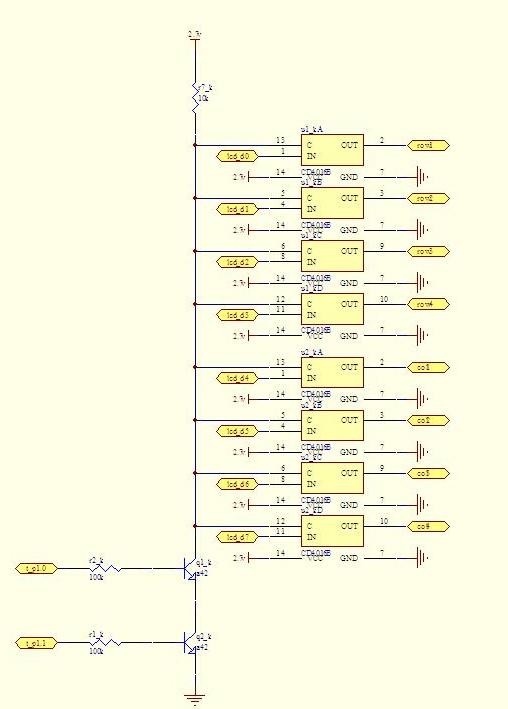 2.7v
r7_k
10k
u1_kA
13 C OUT 2 row1
lcd_d0 1 IN
CD4016B
2.7v 14 VCC GND 7
u1_kB
5 C OUT 3 row2
lcd_d1 4 IN
CD4016B
2.7v 14 VCC GND 7
u1_kC
6 C OUT 9 row3
lcd_d2 8 IN
CD4016B
2.7v 14 VCC GND 7
u1_kD
12 C OUT 10 row4
lcd_d3 11 IN
CD4016B
2.7v 14 VCC GND 7
u2_kA
13 C OUT 2 col1
lcd_d4 1 IN
CD4016B
2.7v 14 VCC GND 7
u2_kB
5 C OUT 3 col2
lcd_d5 4 IN
CD4016B
2.7v 14 VCC GND 7
u2_kC
6 C OUT 9 col3
lcd_d6 8 IN
CD4016B
2.7v 14 VCC GND 7
u2_kD
12 C OUT 10 col4
lcd_d7 11 IN
CD4016B
2.7v 14 VCC GND 7
t_p1.0 r2_k q1_k
100k a42
t_p1.1 r1_k q2_k
100k a42